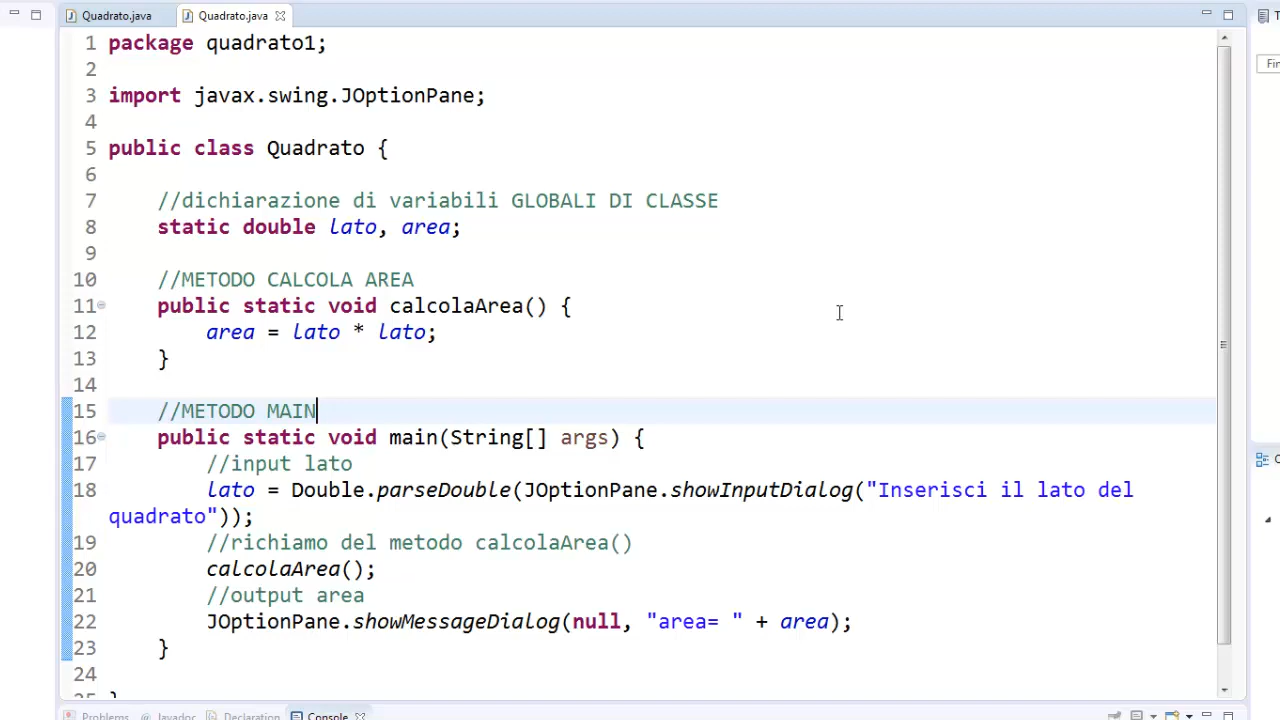 Quadrato.java Quadrato.java
1 package quadrato1;
2
3 import javax.swing.JOptionPane;
4
5 public class Quadrato {
6
7 //dichiarazione di variabili GLOBALI DI CLASSE
8 static double lato, area;
9
10 //METODO CALCOLA AREA
11 public static void calcolaArea() {
12 area = lato * lato;
13 }
14
15 //METODO MAIN
16 public static void main(String[] args) {
17 //input lato
18 lato = Double.parseDouble(JOptionPane.showInputDialog("Inserisci il lato del
quadrato"));
19 //richiamo del metodo calcolaArea()
20 calcolaArea();
21 //output area
22 JOptionPane.showMessageDialog(null, "area= " + area);
23 }
24
25 }
Problems Javadoc Declaration Console